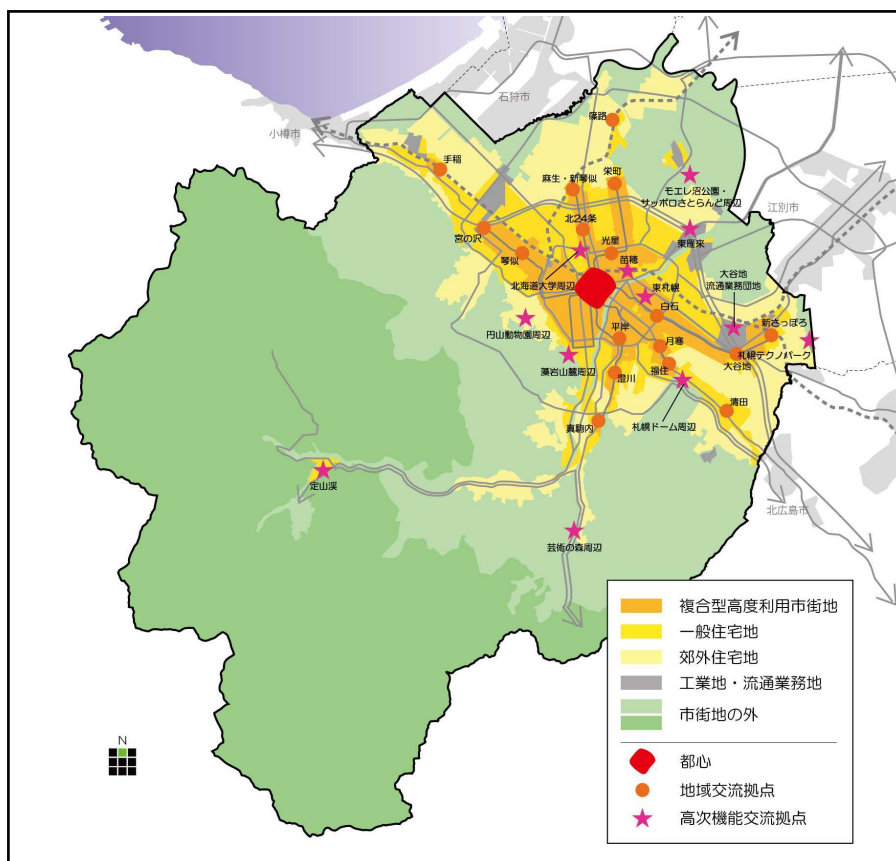 石狩市
小樽市
篠路
手稲
麻生・新琴似
栄町
モエレ沼公園・
サッポロさとらんど周辺
江別市
北24条
宮の沢
光星
東雁来
琴似
苗穂
北海道大学周辺
東札幌
大谷地
流通業務団地
白石
新さっぽろ
円山動物園周辺
平岸
月寒
札幌テクノパーク
大谷地
藻岩山麓周辺
福住
澄川
清田
真駒内
札幌ドーム周辺
定山渓
北広島市
芸術の森周辺
複合型高度利用市街地
一般住宅地
郊外住宅地
工業地・流通業務地
市街地の外
N
都心
地域交流拠点
高次機能交流拠点